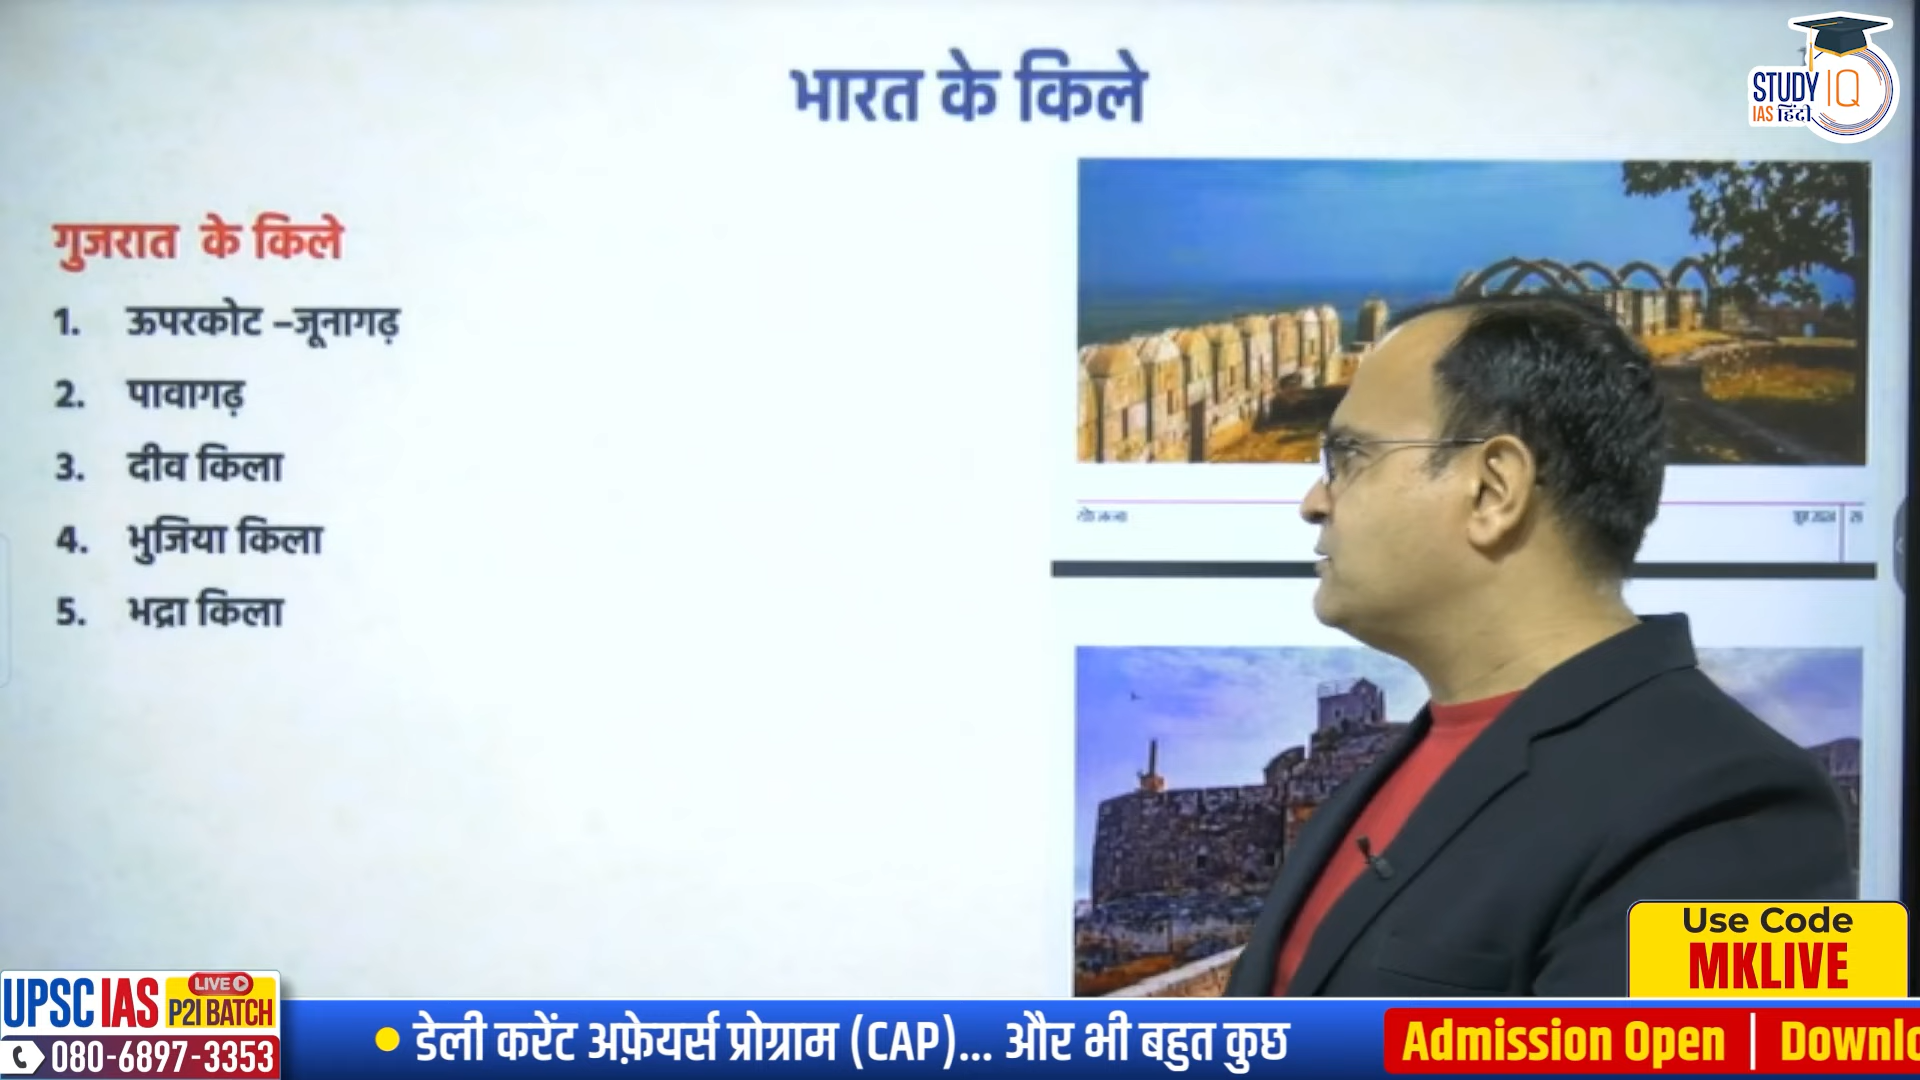 भारत के किले
STUDY IQ
IAS हिंदी
गुजरात के किले
1. ऊपरकोट –जूनागढ़
2. पावागढ़
3. दीव किला
4. भुजिया किला
5. भद्रा किला
Use Code
MKLIVE
UPSC IAS LIVE P2I BATCH
080-6897-3353
• डेली करेंट अफ़ेयर्स प्रोग्राम (CAP)... और भी बहुत कुछ
Admission Open | Downlo